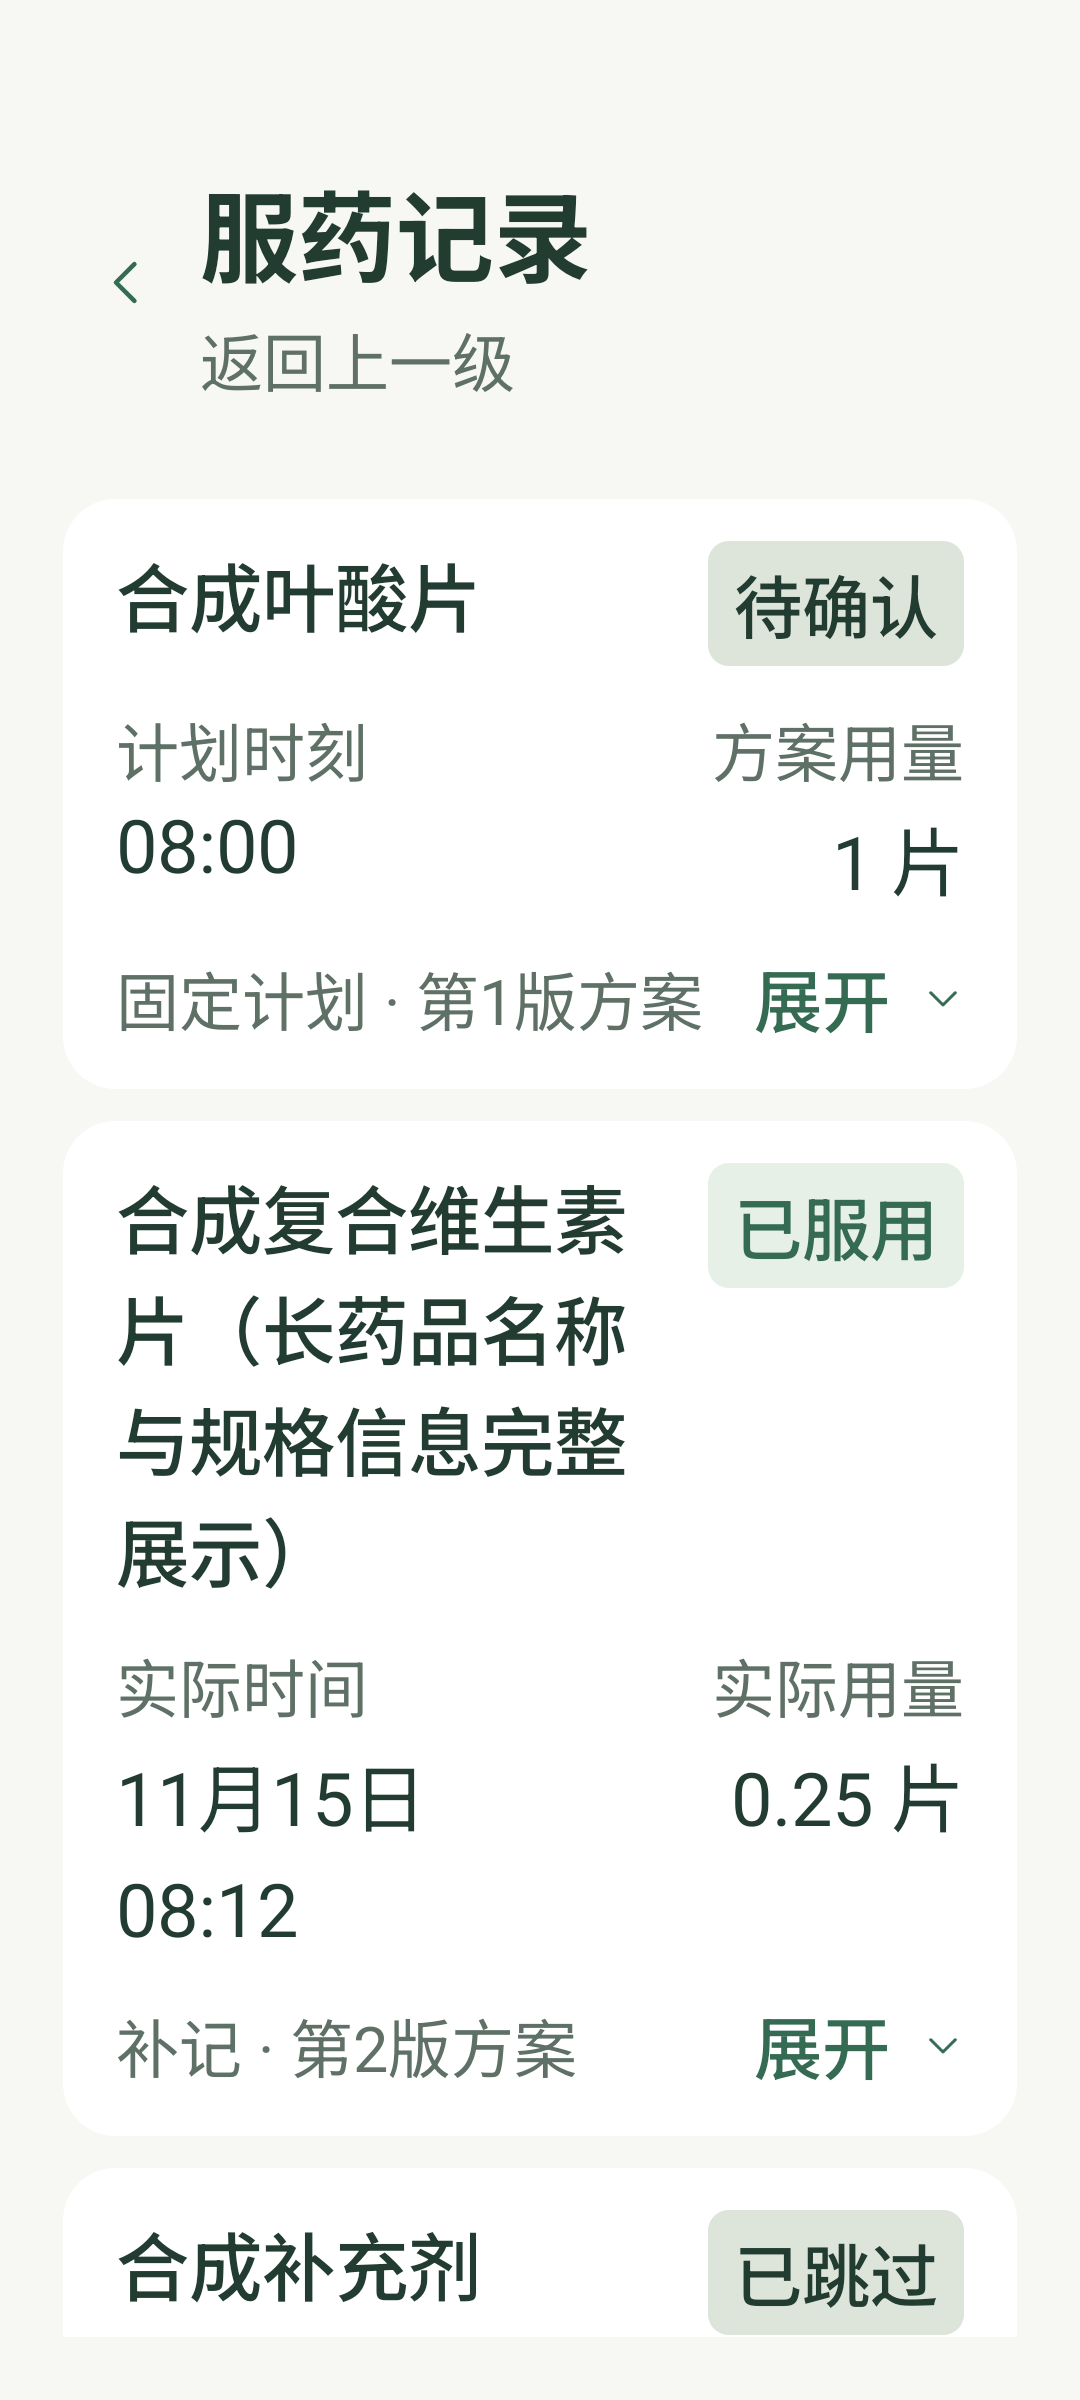 服药记录
返回上一级
合成叶酸片
待确认
计划时刻
方案用量
08:00
1 片
固定计划 · 第1版方案
展开
合成复合维生素
片（长药品名称
与规格信息完整
展示）
已服用
实际时间
实际用量
11月15日
08:12
0.25 片
补记 · 第2版方案
展开
合成补充剂
已跳过